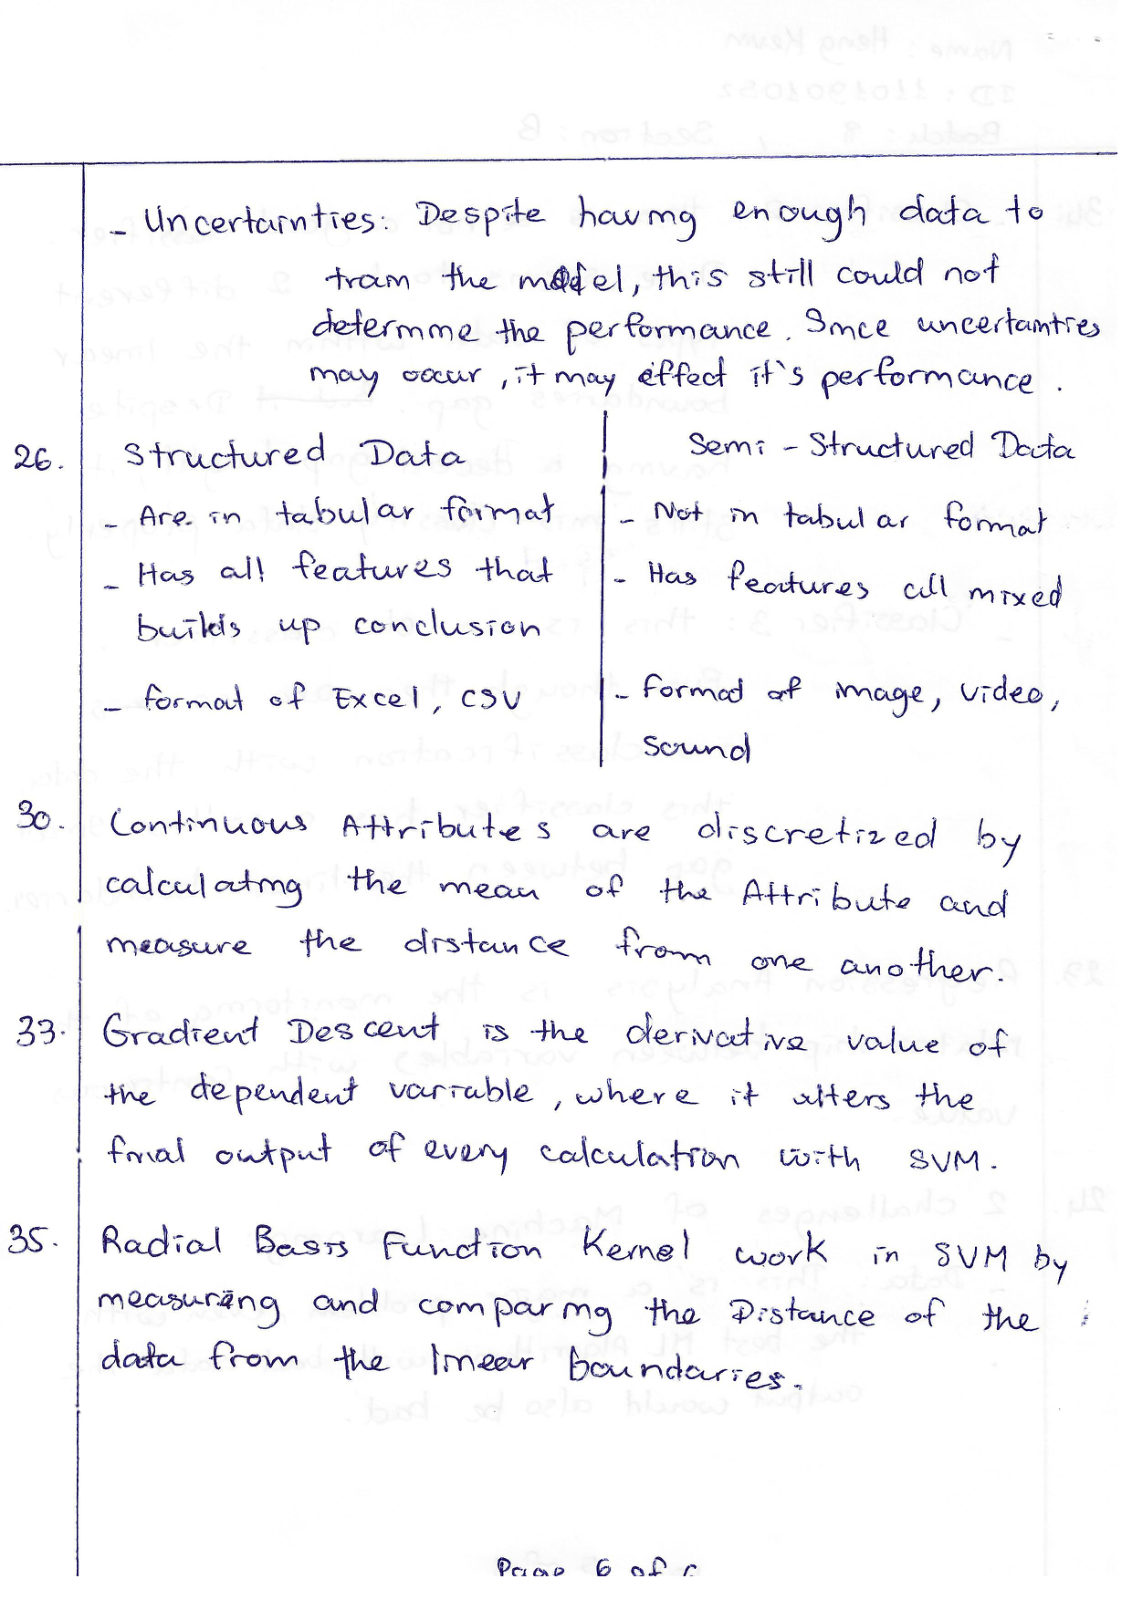 - Uncertainties: Despite having enough data to
train the model, this still could not
determine the performance. Since uncertainties
may occur, it may effect it's performance.
26. Structured Data
- Are in tabular format
- Has all features that
builds up conclusion
- format of Excel, CSV
Semi - Structured Data
- Not in tabular format
- Has features all mixed
- Format of image, video,
sound
30. Continuous Attributes are discretized by
calculating the mean of the Attribute and
measure the distance from one another.
33. Gradient Descent is the derivative value of
the dependent variable, where it alters the
final output of every calculation with SVM.
35. Radial Basis Function Kernel work in SVM by
measuring and comparing the Distance of the
data from the linear boundaries.
Page 6 of